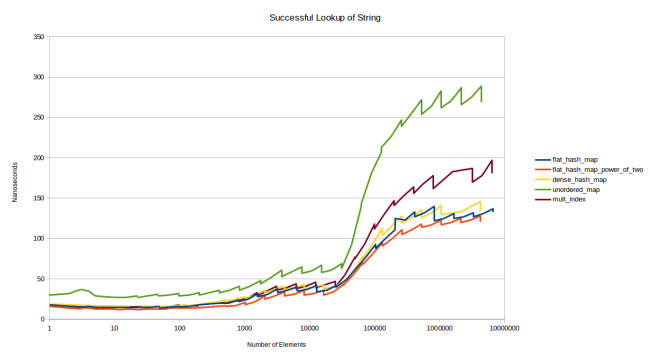 Successful Lookup of String
350
300
250
200
150
100
50
0
Nanoseconds
1 10 100 1000 10000 100000 1000000 10000000
Number of Elements
flat_hash_map
flat_hash_map_power_of_two
dense_hash_map
unordered_map
mult_index